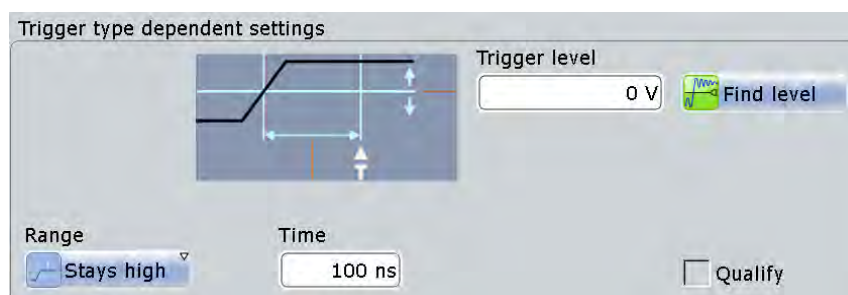 Trigger type dependent settings
Trigger level
0 V
Find level
T
Range
Time
Stays high
100 ns
Qualify